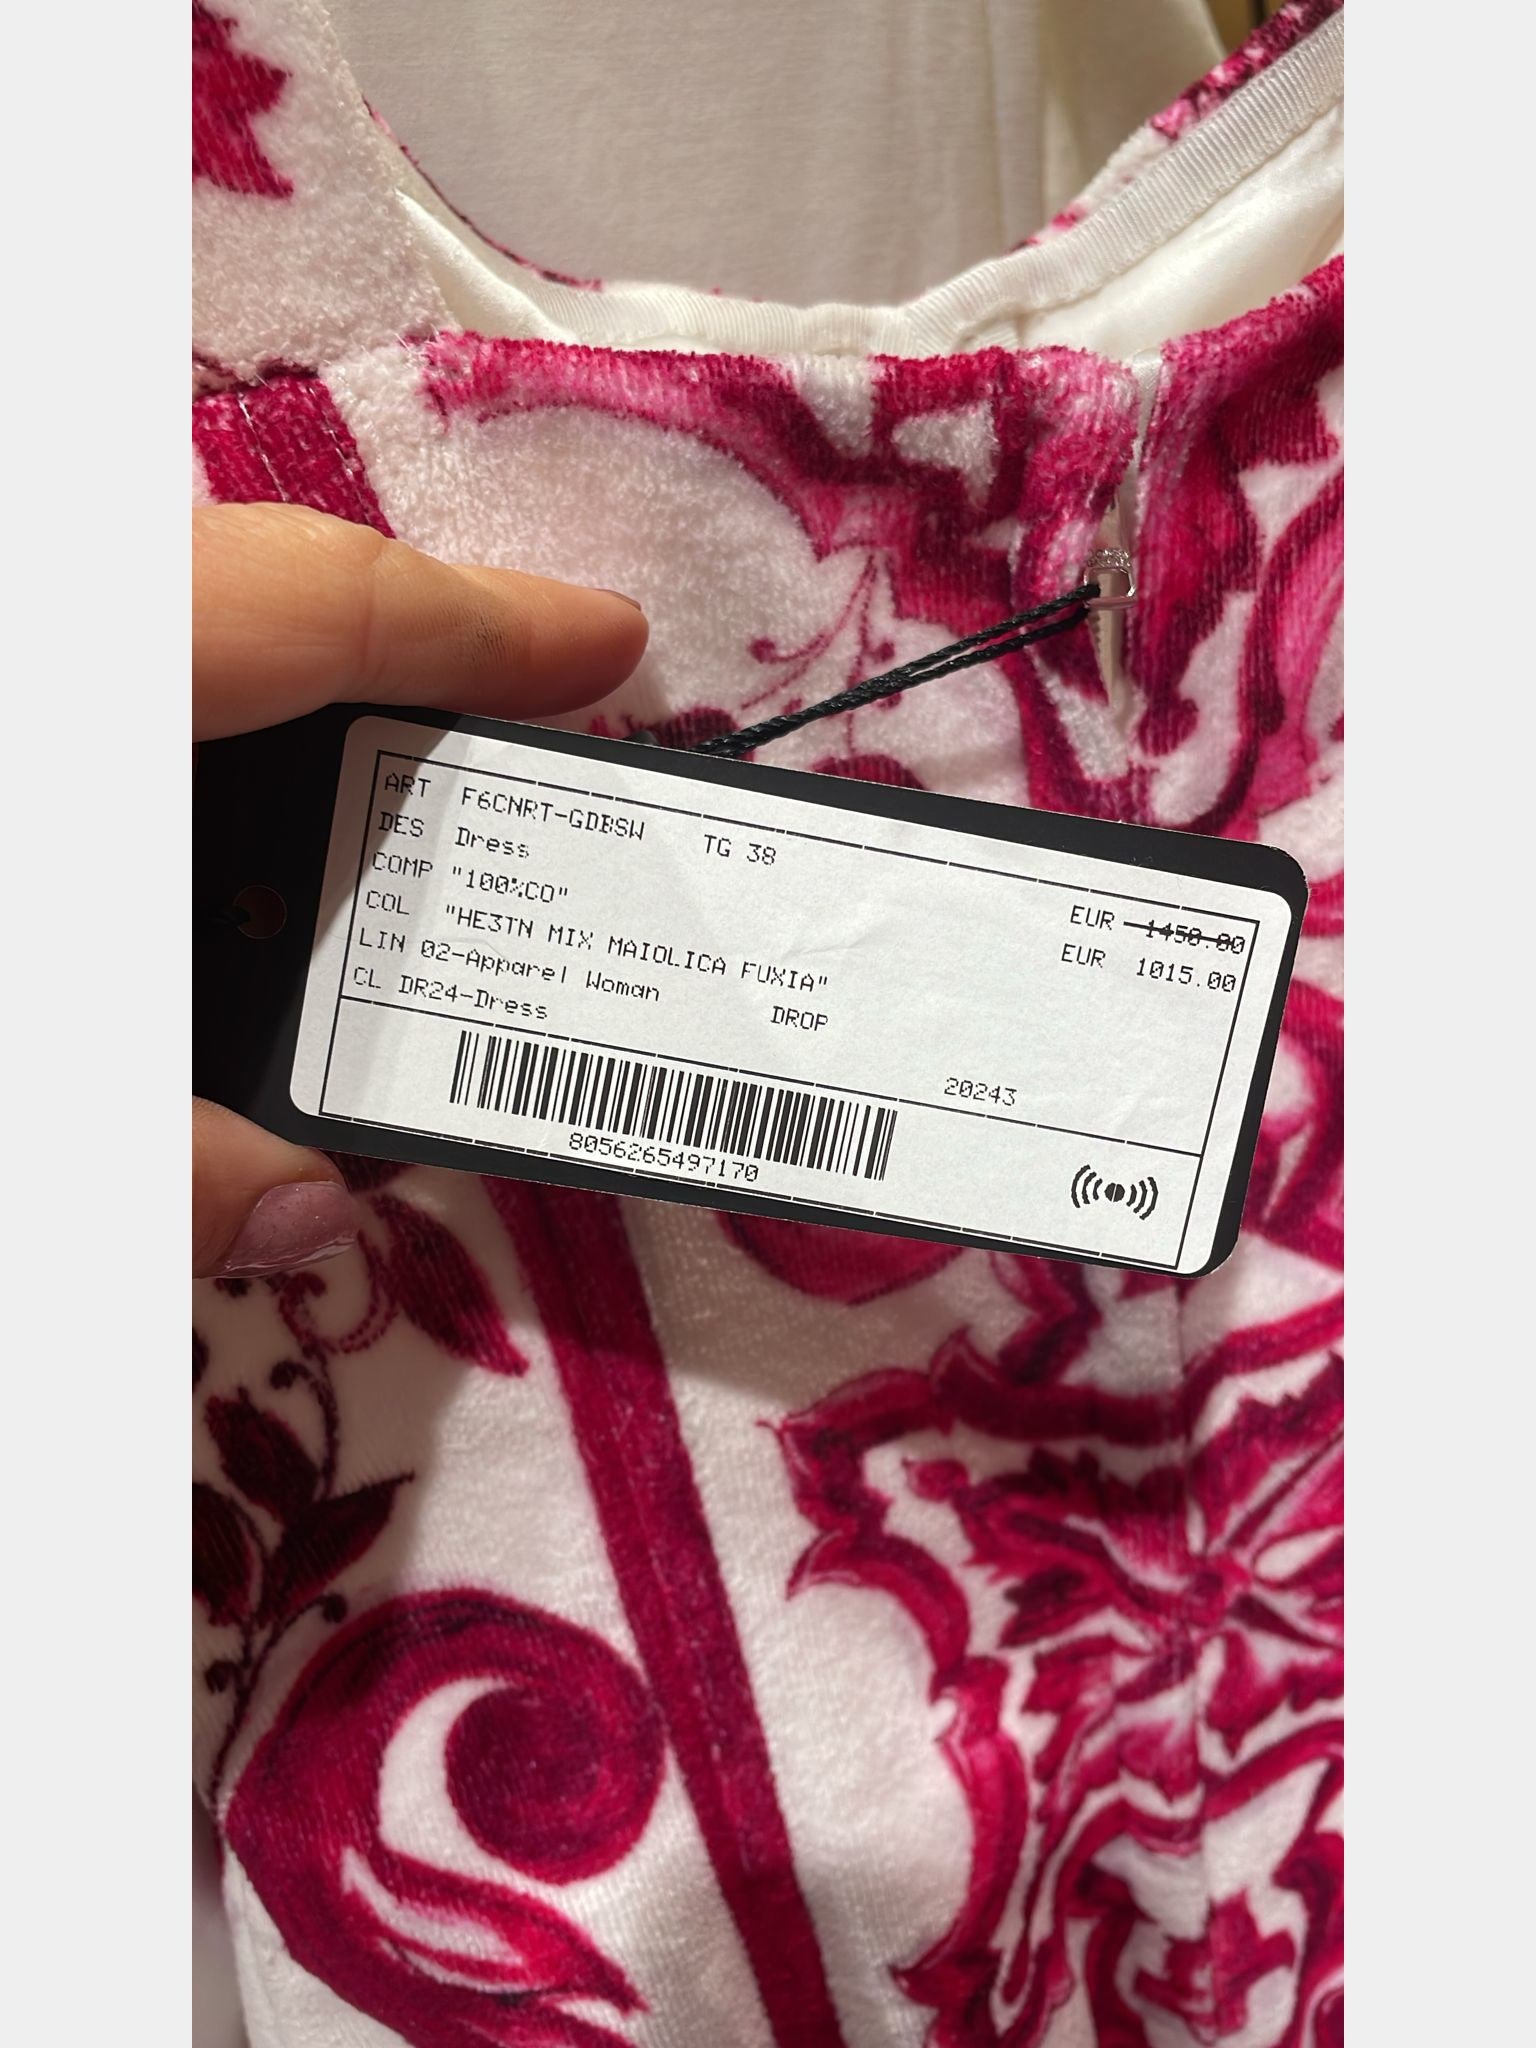 ART F6CNRT-GDBSW TG 38
DES Dress
COMP "100%CO"
COL "HE3TN MIX MAIOLICA FUXIA"
LIN 02-Apparel Woman
CL DR24-Dress DROP
EUR 1450.00
EUR 1015.00
20243
8056265497170